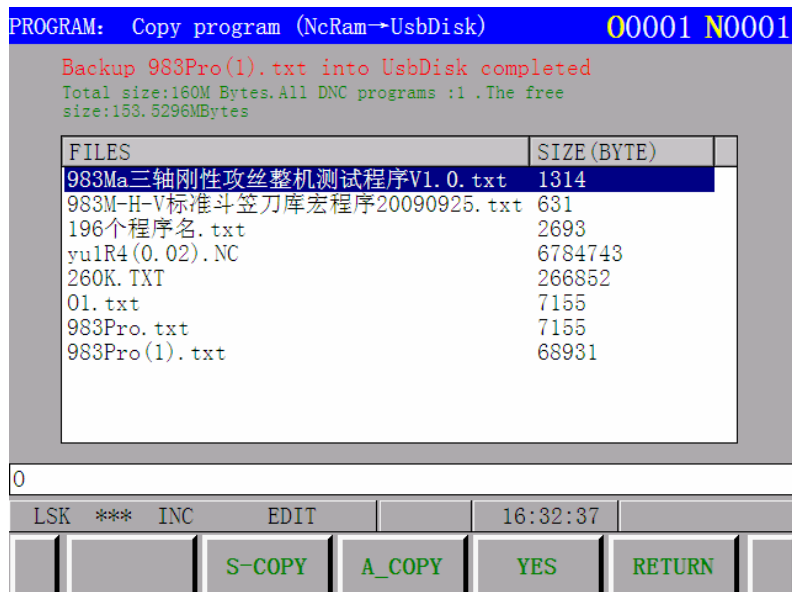 PROGRAM: Copy program (NcRam→UsbDisk) O0001 N0001
Backup 983Pro(1).txt into UsbDisk completed
Total size:160M Bytes.All DNC programs :1 .The free
size:153.5296MBytes
FILES SIZE(BYTE)
983Ma三轴刚性攻丝整机测试程序V1.0.txt 1314
983M-H-V标准斗笠刀库宏程序20090925.txt 631
196个程序名.txt 2693
yu1R4(0.02).NC 6784743
260K.TXT 266852
O1.txt 7155
983Pro.txt 7155
983Pro(1).txt 68931
O
LSK *** INC EDIT 16:32:37
S-COPY A_COPY YES RETURN